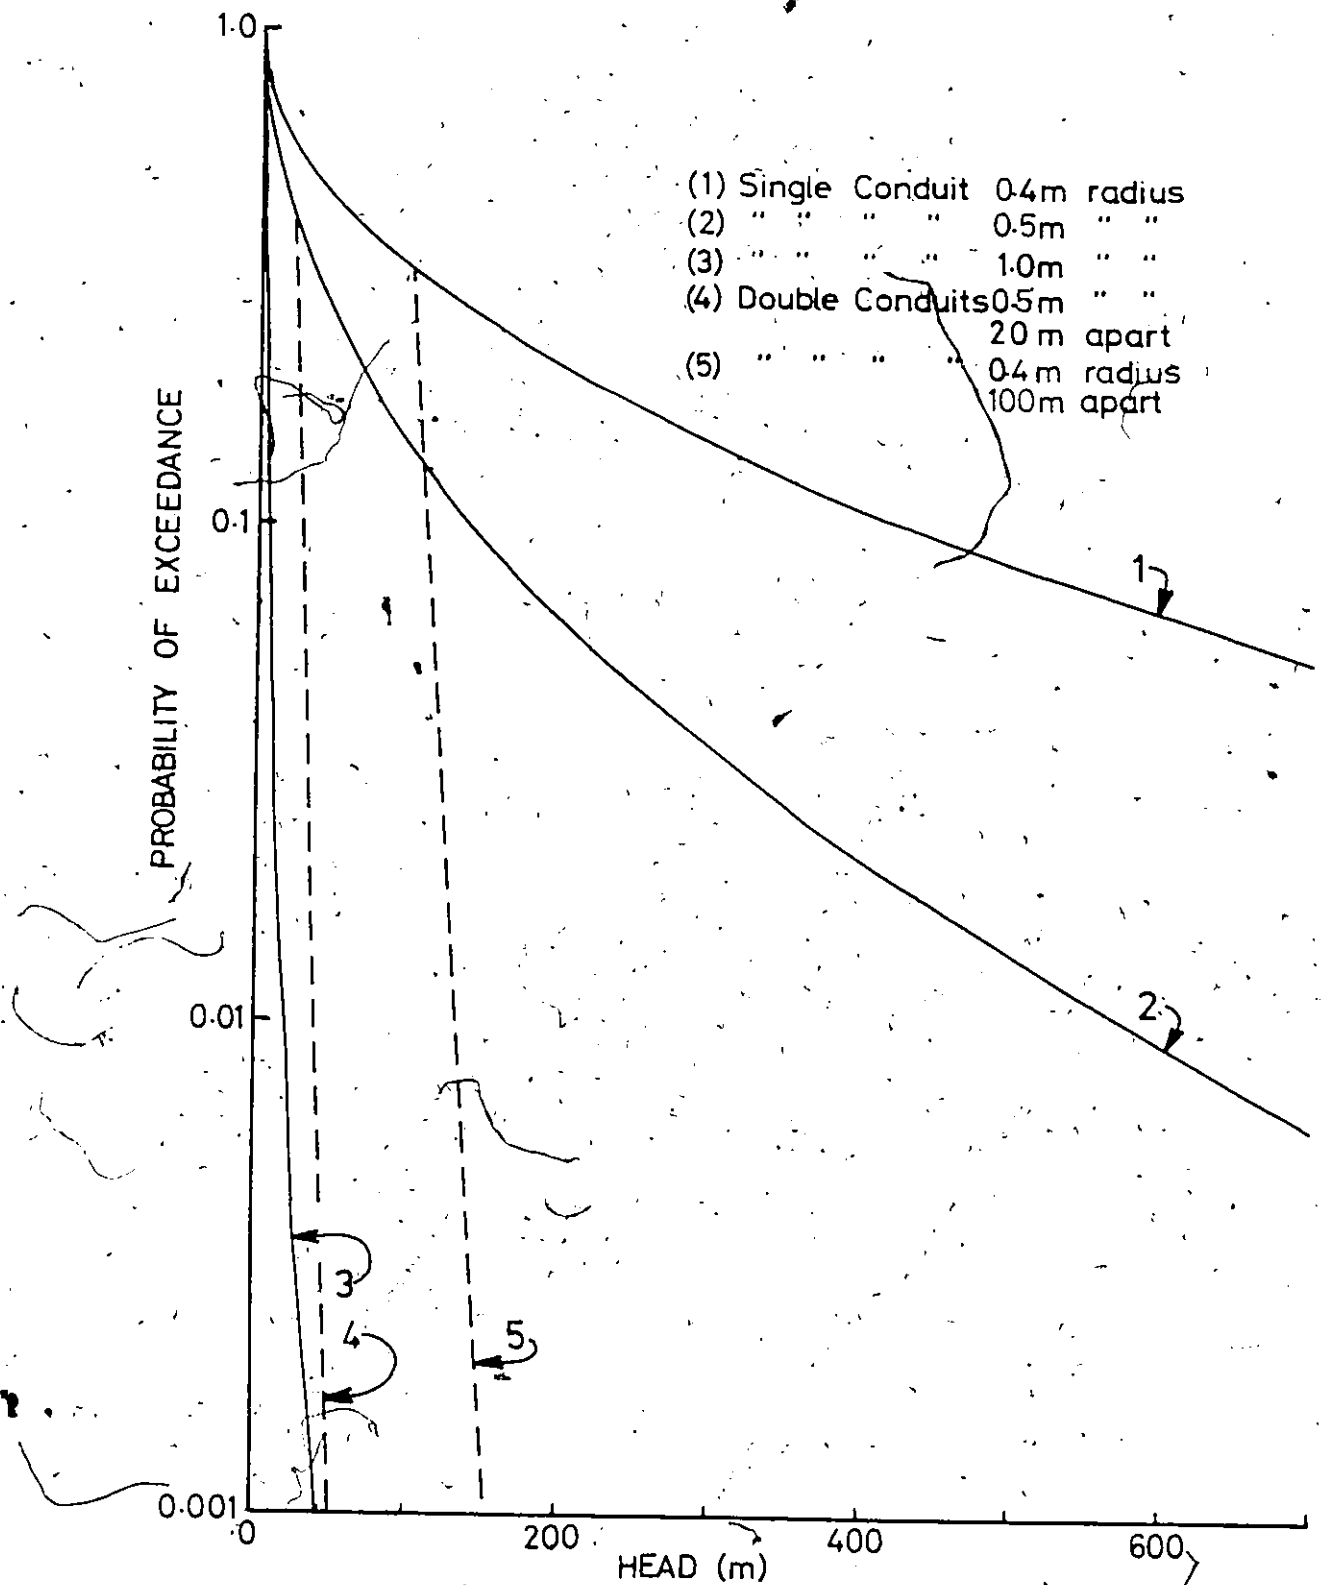 1.0
(1) Single Conduit 0.4m radius
(2) " " " " 0.5m " "
(3) " " " " 1.0m " "
(4) Double Conduits 0.5m " "
20m apart
(5) " " " " 0.4m radius
100m apart
PROBABILITY OF EXCEEDANCE
0.1
1
0.01
2
3
4
5
0.001
0 200 400 600
HEAD (m)